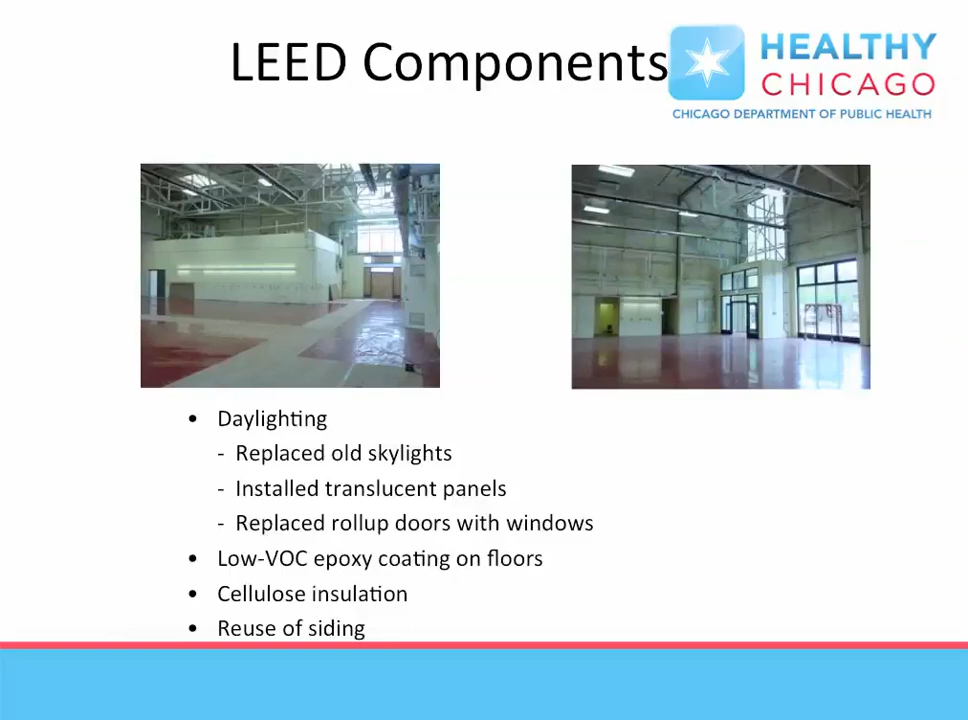 LEED Components
HEALTHY
CHICAGO
CHICAGO DEPARTMENT OF PUBLIC HEALTH
• Daylighting
- Replaced old skylights
- Installed translucent panels
- Replaced rollup doors with windows
• Low-VOC epoxy coating on floors
• Cellulose insulation
• Reuse of siding